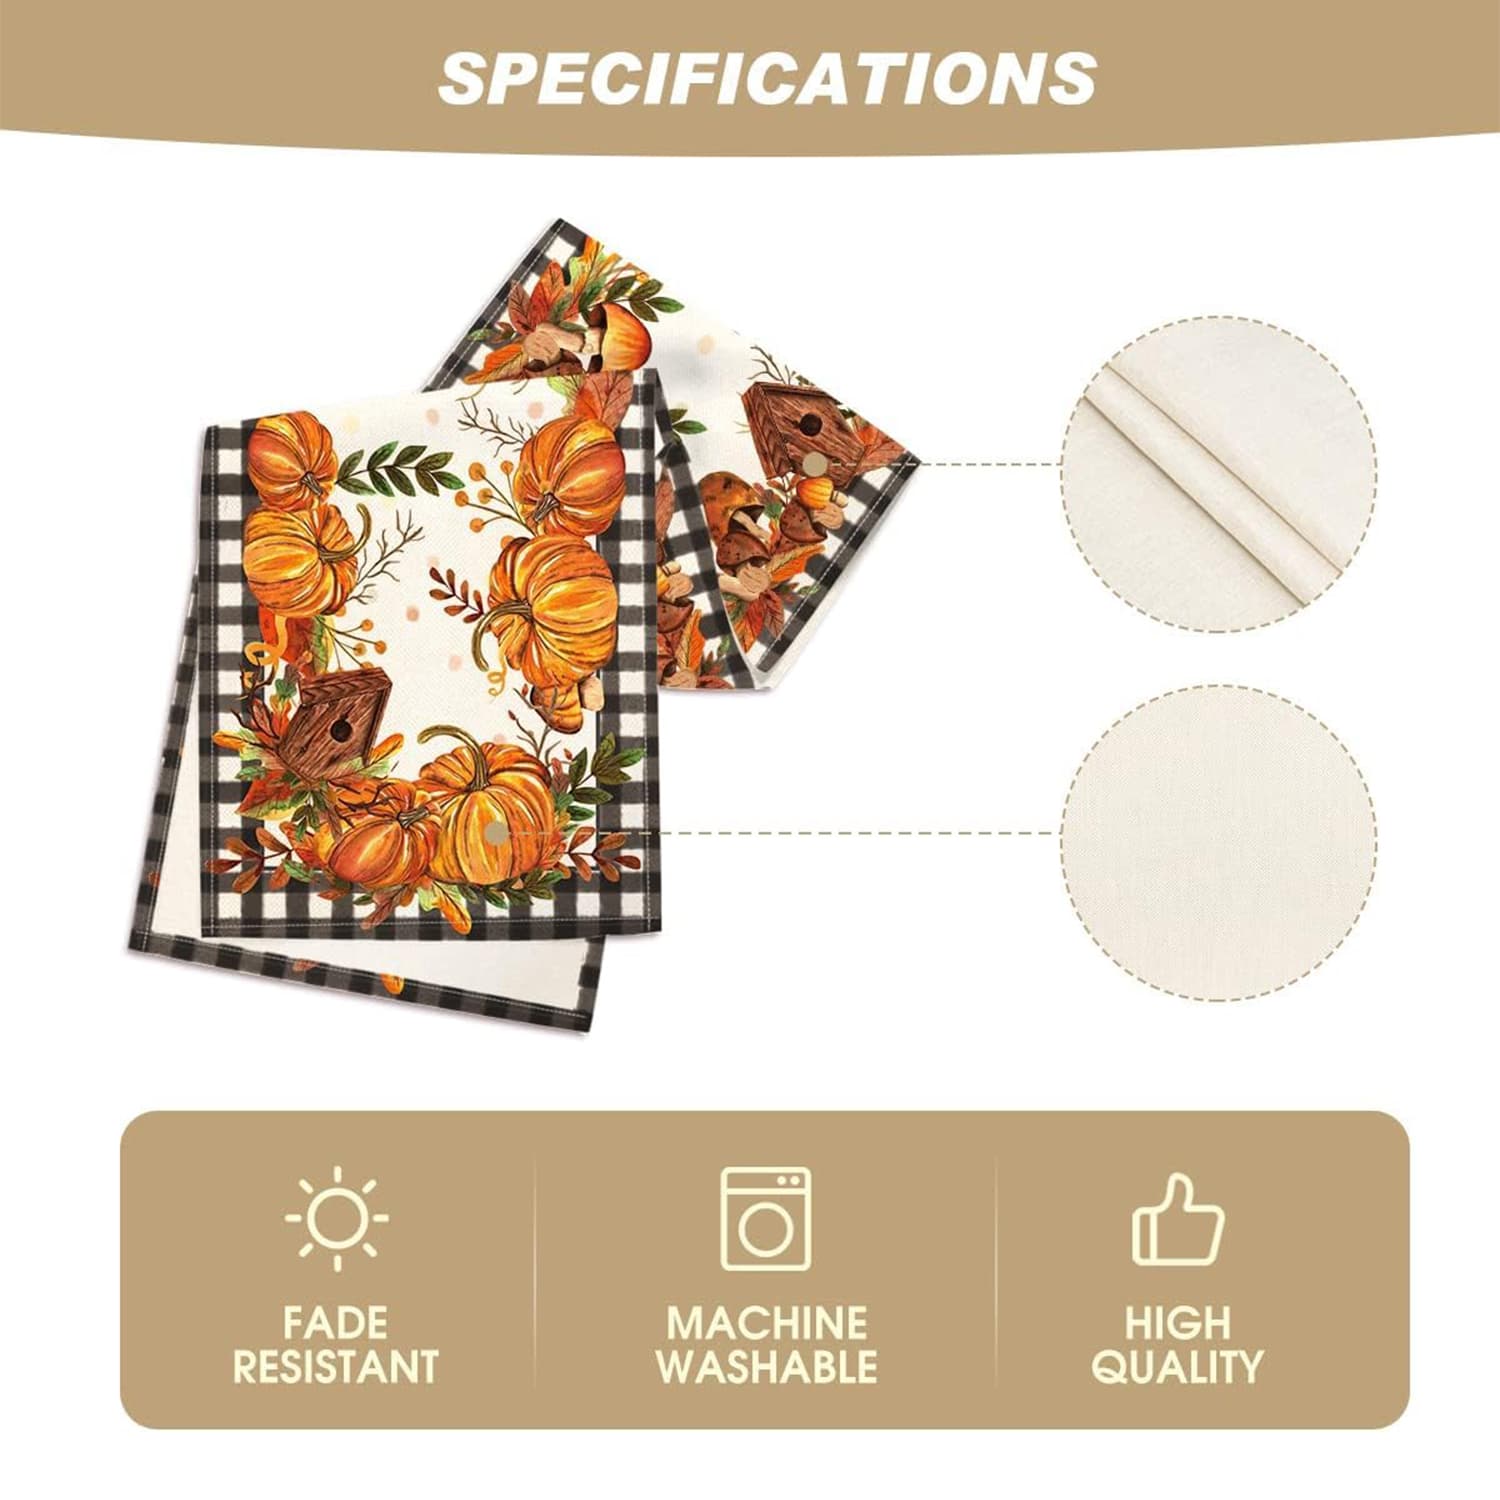 SPECIFICATIONS
FADE
RESISTANT
MACHINE
WASHABLE
HIGH
QUALITY